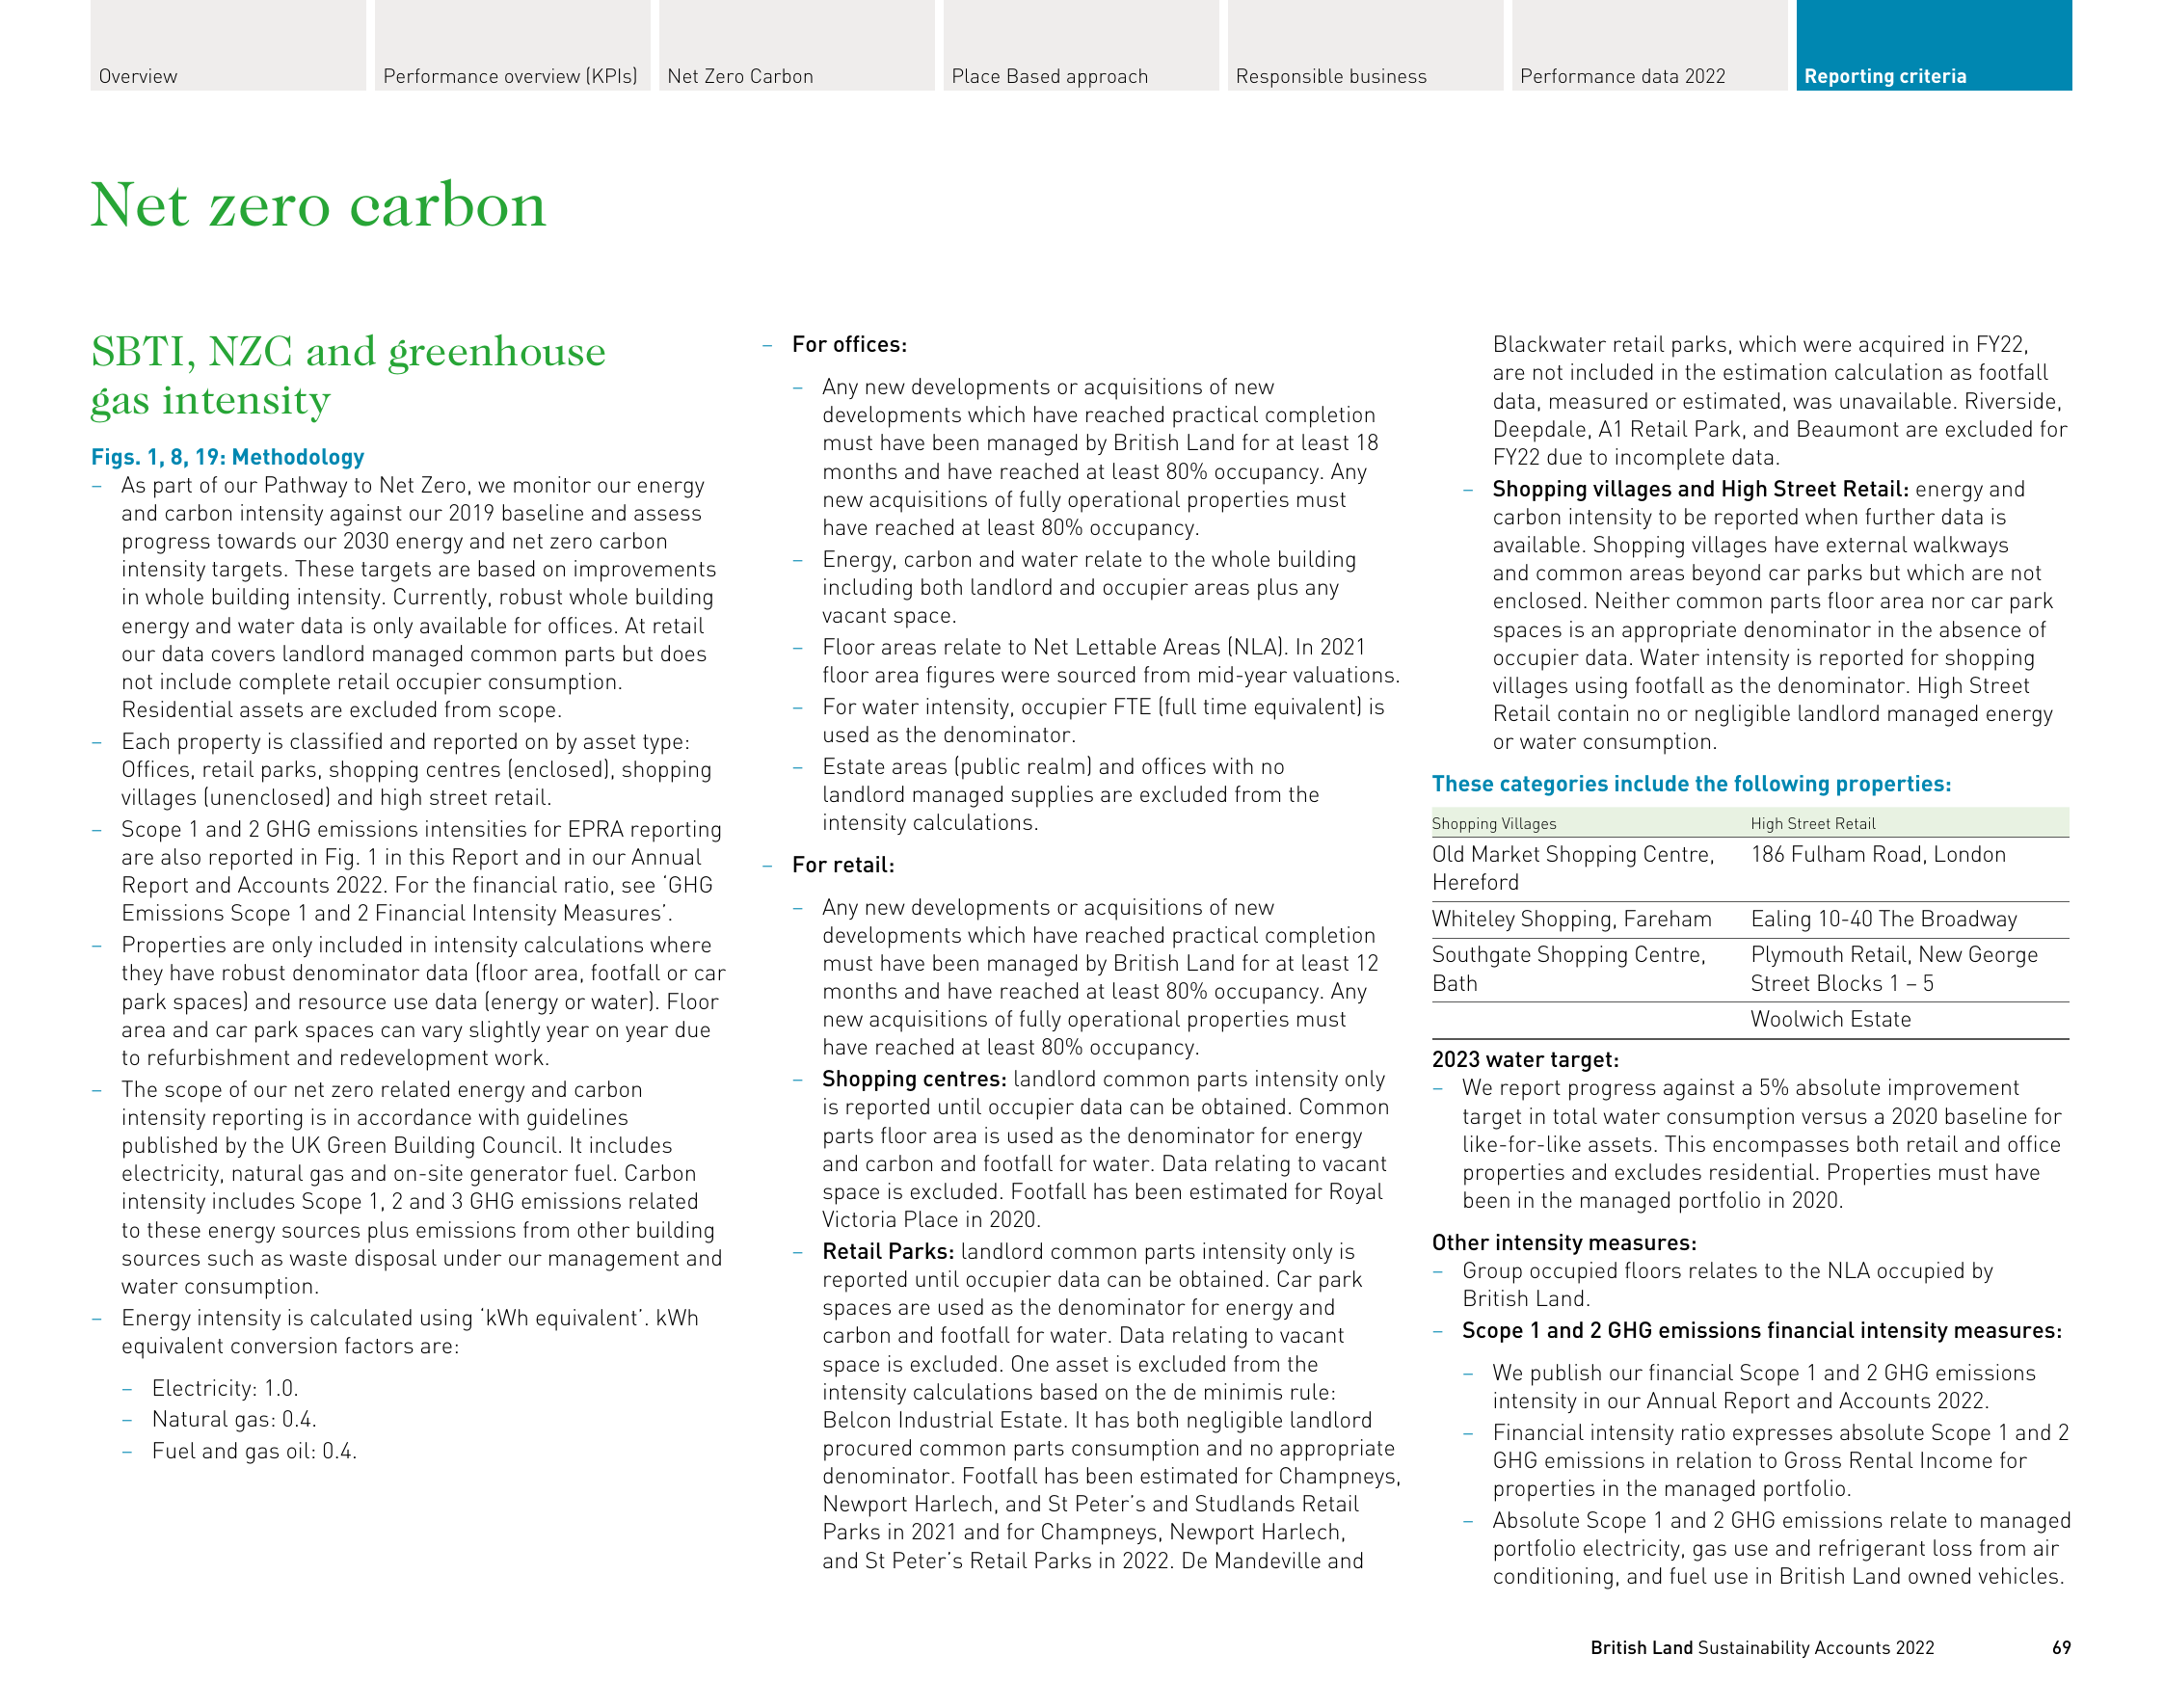 Overview
Performance overview (KPIs)
Net Zero Carbon
Place Based approach
Responsible business
Performance data 2022
Reporting criteria
Net zero carbon
SBTI, NZC and greenhouse
gas intensity
Figs. 1, 8, 19: Methodology
– As part of our Pathway to Net Zero, we monitor our energy
and carbon intensity against our 2019 baseline and assess
progress towards our 2030 energy and net zero carbon
intensity targets. These targets are based on improvements
in whole building intensity. Currently, robust whole building
energy and water data is only available for offices. At retail
our data covers landlord managed common parts but does
not include complete retail occupier consumption.
Residential assets are excluded from scope.
– Each property is classified and reported on by asset type:
Offices, retail parks, shopping centres (enclosed), shopping
villages (unenclosed) and high street retail.
– Scope 1 and 2 GHG emissions intensities for EPRA reporting
are also reported in Fig. 1 in this Report and in our Annual
Report and Accounts 2022. For the financial ratio, see ‘GHG
Emissions Scope 1 and 2 Financial Intensity Measures’.
– Properties are only included in intensity calculations where
they have robust denominator data (floor area, footfall or car
park spaces) and resource use data (energy or water). Floor
area and car park spaces can vary slightly year on year due
to refurbishment and redevelopment work.
– The scope of our net zero related energy and carbon
intensity reporting is in accordance with guidelines
published by the UK Green Building Council. It includes
electricity, natural gas and on-site generator fuel. Carbon
intensity includes Scope 1, 2 and 3 GHG emissions related
to these energy sources plus emissions from other building
sources such as waste disposal under our management and
water consumption.
– Energy intensity is calculated using ‘kWh equivalent’. kWh
equivalent conversion factors are:
– Electricity: 1.0.
– Natural gas: 0.4.
– Fuel and gas oil: 0.4.
– For offices:
– Any new developments or acquisitions of new
developments which have reached practical completion
must have been managed by British Land for at least 18
months and have reached at least 80% occupancy. Any
new acquisitions of fully operational properties must
have reached at least 80% occupancy.
– Energy, carbon and water relate to the whole building
including both landlord and occupier areas plus any
vacant space.
– Floor areas relate to Net Lettable Areas (NLA). In 2021
floor area figures were sourced from mid-year valuations.
– For water intensity, occupier FTE (full time equivalent) is
used as the denominator.
– Estate areas (public realm) and offices with no
landlord managed supplies are excluded from the
intensity calculations.
– For retail:
– Any new developments or acquisitions of new
developments which have reached practical completion
must have been managed by British Land for at least 12
months and have reached at least 80% occupancy. Any
new acquisitions of fully operational properties must
have reached at least 80% occupancy.
– Shopping centres: landlord common parts intensity only
is reported until occupier data can be obtained. Common
parts floor area is used as the denominator for energy
and carbon and footfall for water. Data relating to vacant
space is excluded. Footfall has been estimated for Royal
Victoria Place in 2020.
– Retail Parks: landlord common parts intensity only is
reported until occupier data can be obtained. Car park
spaces are used as the denominator for energy and
carbon and footfall for water. Data relating to vacant
space is excluded. One asset is excluded from the
intensity calculations based on the de minimis rule:
Belcon Industrial Estate. It has both negligible landlord
procured common parts consumption and no appropriate
denominator. Footfall has been estimated for Champneys,
Newport Harlech, and St Peter’s and Studlands Retail
Parks in 2021 and for Champneys, Newport Harlech,
and St Peter’s Retail Parks in 2022. De Mandeville and
Blackwater retail parks, which were acquired in FY22,
are not included in the estimation calculation as footfall
data, measured or estimated, was unavailable. Riverside,
Deepdale, A1 Retail Park, and Beaumont are excluded for
FY22 due to incomplete data.
– Shopping villages and High Street Retail: energy and
carbon intensity to be reported when further data is
available. Shopping villages have external walkways
and common areas beyond car parks but which are not
enclosed. Neither common parts floor area nor car park
spaces is an appropriate denominator in the absence of
occupier data. Water intensity is reported for shopping
villages using footfall as the denominator. High Street
Retail contain no or negligible landlord managed energy
or water consumption.
These categories include the following properties:
Shopping Villages High Street Retail
Old Market Shopping Centre, 186 Fulham Road, London
Hereford
Whiteley Shopping, Fareham Ealing 10-40 The Broadway
Southgate Shopping Centre, Plymouth Retail, New George
Bath Street Blocks 1 – 5
Woolwich Estate
2023 water target:
– We report progress against a 5% absolute improvement
target in total water consumption versus a 2020 baseline for
like-for-like assets. This encompasses both retail and office
properties and excludes residential. Properties must have
been in the managed portfolio in 2020.
Other intensity measures:
– Group occupied floors relates to the NLA occupied by
British Land.
– Scope 1 and 2 GHG emissions financial intensity measures:
– We publish our financial Scope 1 and 2 GHG emissions
intensity in our Annual Report and Accounts 2022.
– Financial intensity ratio expresses absolute Scope 1 and 2
GHG emissions in relation to Gross Rental Income for
properties in the managed portfolio.
– Absolute Scope 1 and 2 GHG emissions relate to managed
portfolio electricity, gas use and refrigerant loss from air
conditioning, and fuel use in British Land owned vehicles.
British Land Sustainability Accounts 2022 69